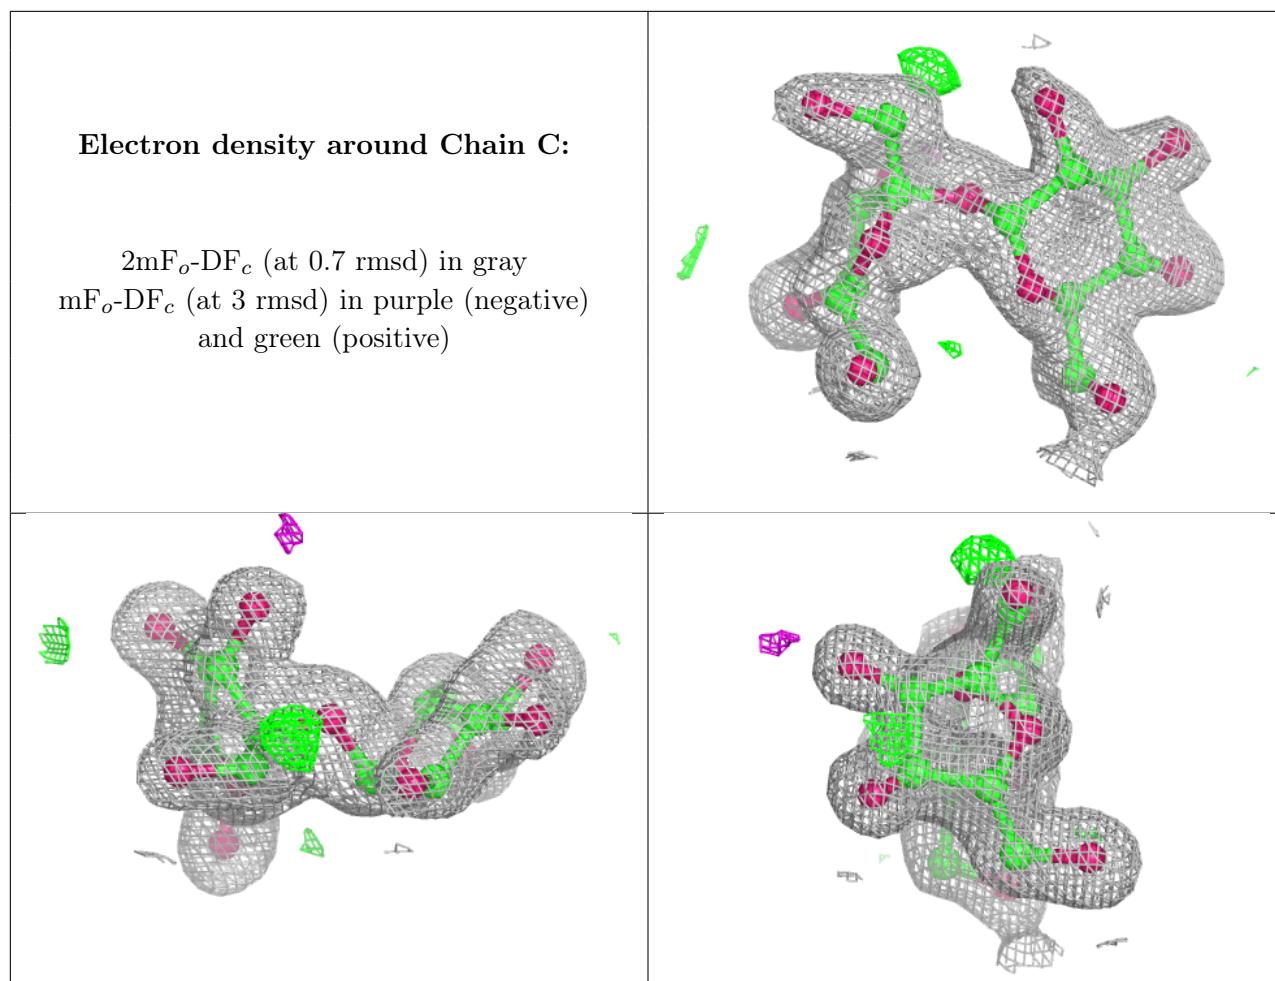 Electron density around Chain C:
2mFo-DFc (at 0.7 rmsd) in gray
mFo-DFc (at 3 rmsd) in purple (negative)
and green (positive)